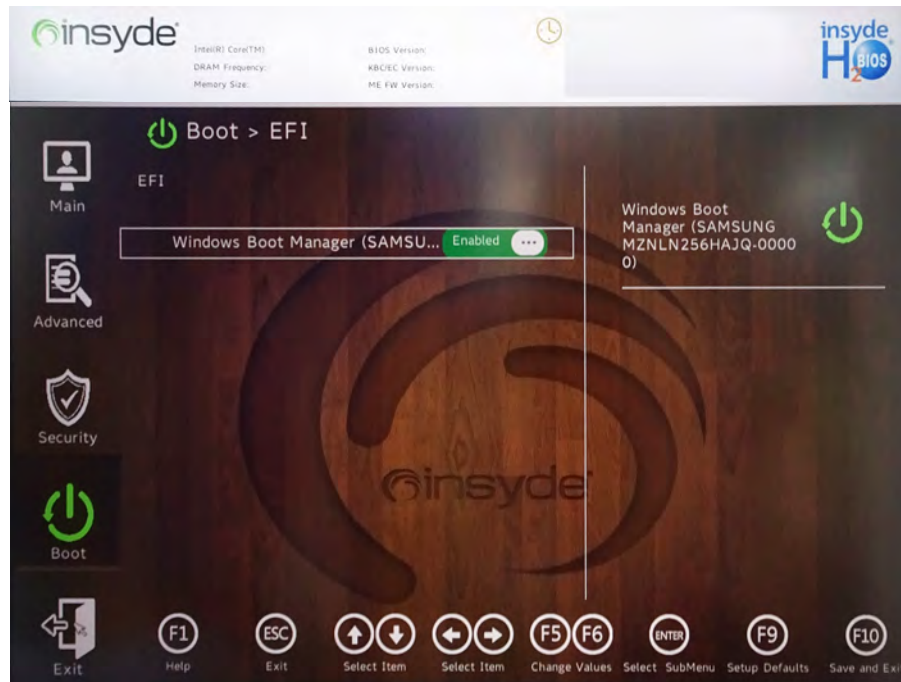 insyde
Intel(R) Core(TM):
DRAM Frequency:
Memory Size:
BIOS Version:
KBC/EC Version:
ME FW Version:
insyde
H2O BIOS
Boot > EFI
EFI
Windows Boot Manager (SAMSU... Enabled
Windows Boot
Manager (SAMSUNG
MZNLN256HAJQ-0000
0)
Main
Advanced
Security
Boot
Exit
insyde
F1
Help
ESC
Exit
Select Item
Select Item
F5 F6
Change Values
ENTER
Select SubMenu
F9
Setup Defaults
F10
Save and Exi